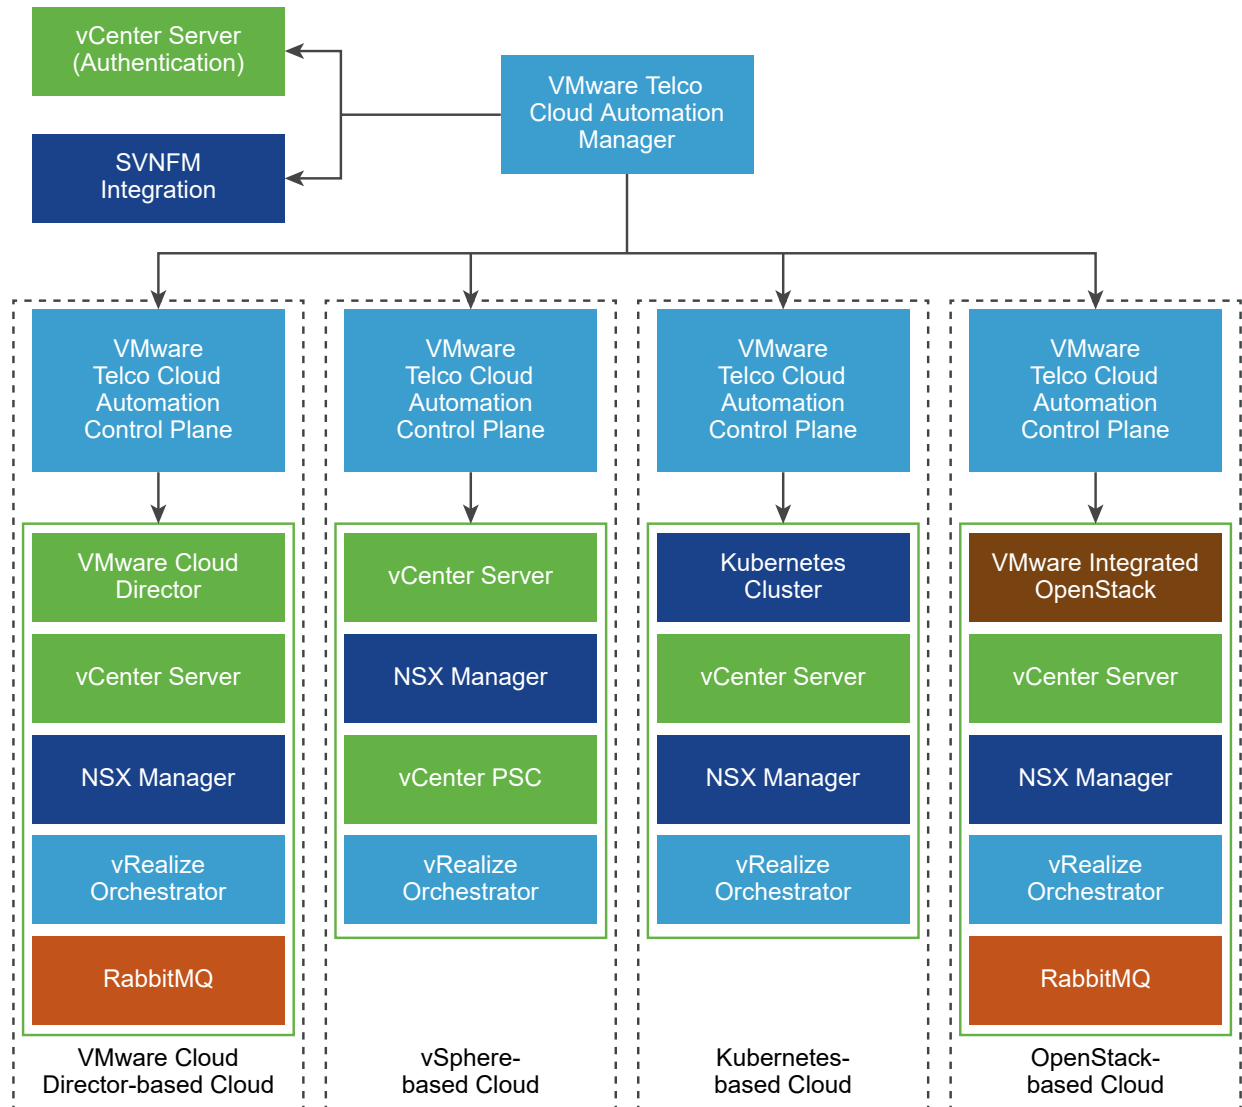 vCenter Server
(Authentication)
VMware Telco
Cloud Automation
Manager
SVNFM
Integration
VMware
Telco Cloud
Automation
Control Plane
VMware
Telco Cloud
Automation
Control Plane
VMware
Telco Cloud
Automation
Control Plane
VMware
Telco Cloud
Automation
Control Plane
VMware Cloud
Director
vCenter Server
NSX Manager
vRealize
Orchestrator
RabbitMQ
VMware Cloud
Director-based Cloud
vCenter Server
NSX Manager
vCenter PSC
vRealize
Orchestrator
vSphere-
based Cloud
Kubernetes
Cluster
vCenter Server
NSX Manager
vRealize
Orchestrator
Kubernetes-
based Cloud
VMware Integrated
OpenStack
vCenter Server
NSX Manager
vRealize
Orchestrator
RabbitMQ
OpenStack-
based Cloud